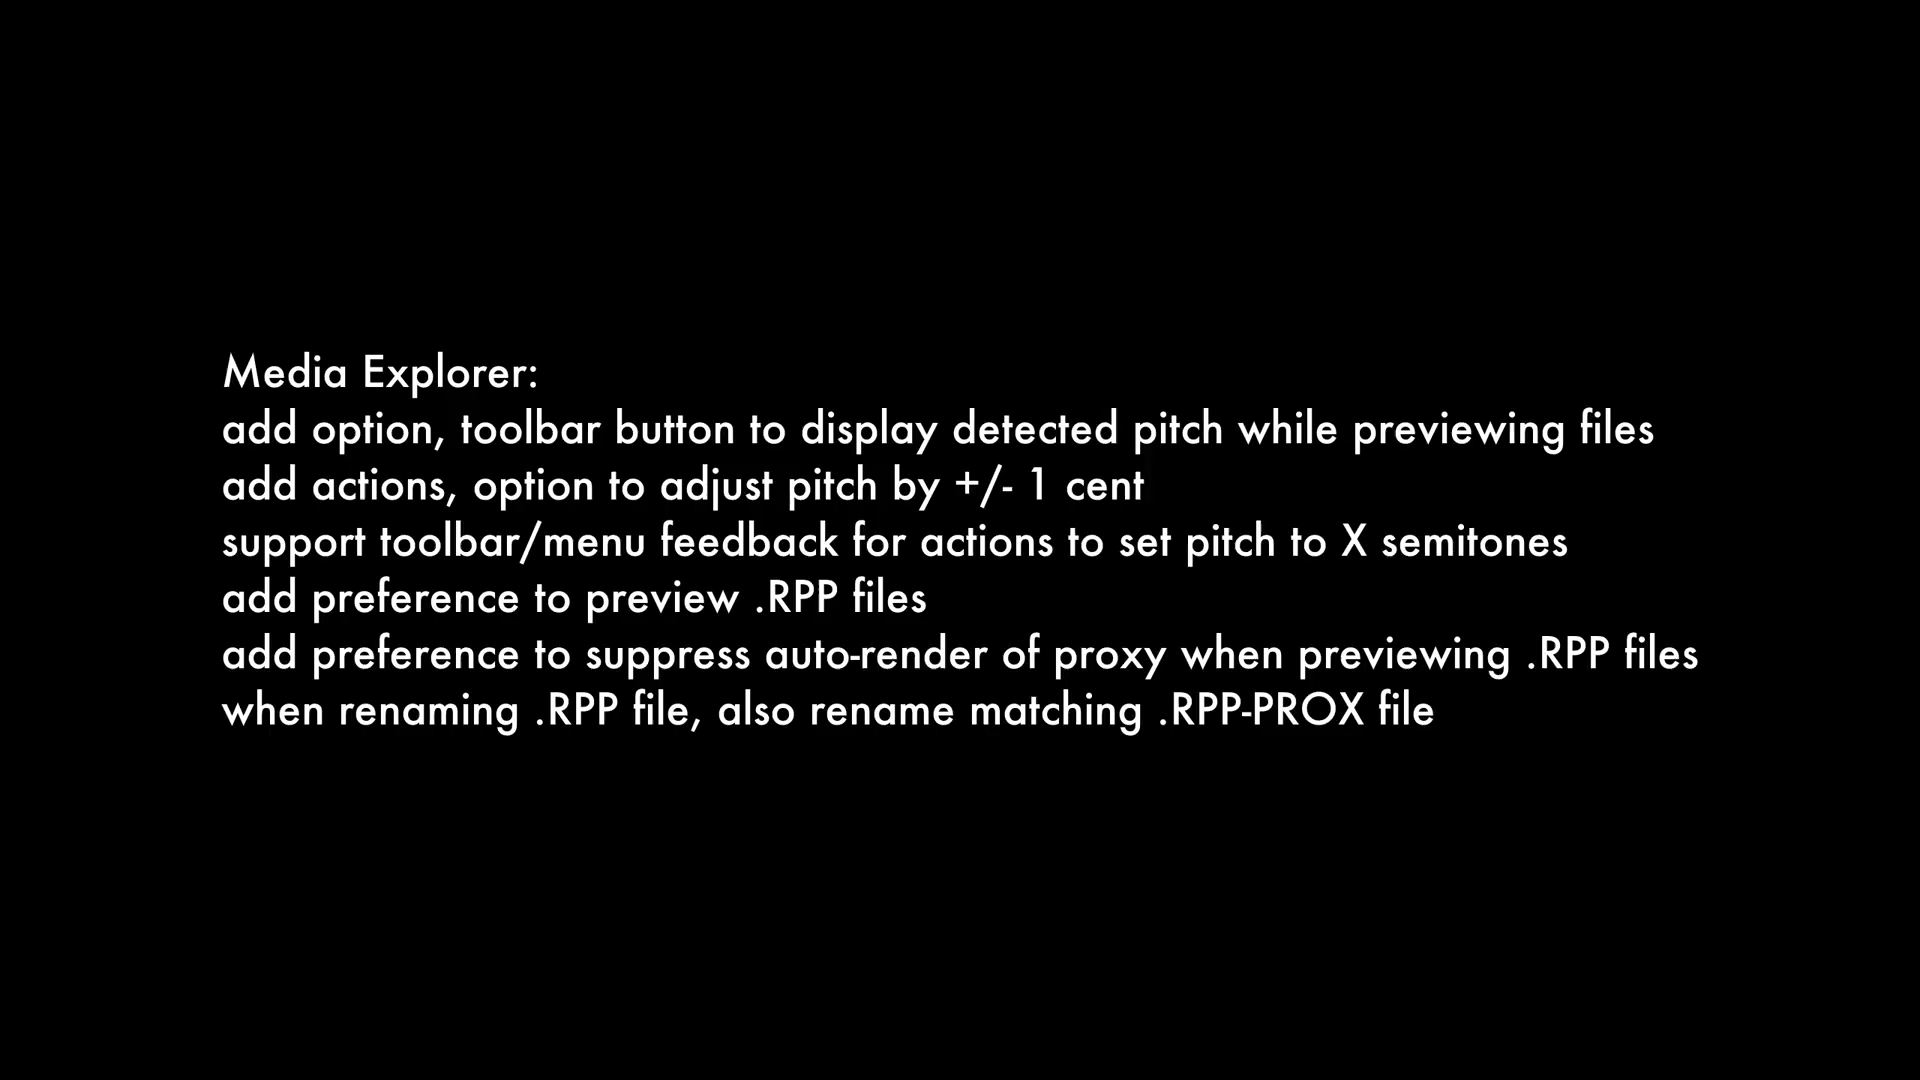 Media Explorer:
add option, toolbar button to display detected pitch while previewing files
add actions, option to adjust pitch by +/- 1 cent
support toolbar/menu feedback for actions to set pitch to X semitones
add preference to preview .RPP files
add preference to suppress auto-render of proxy when previewing .RPP files
when renaming .RPP file, also rename matching .RPP-PROX file